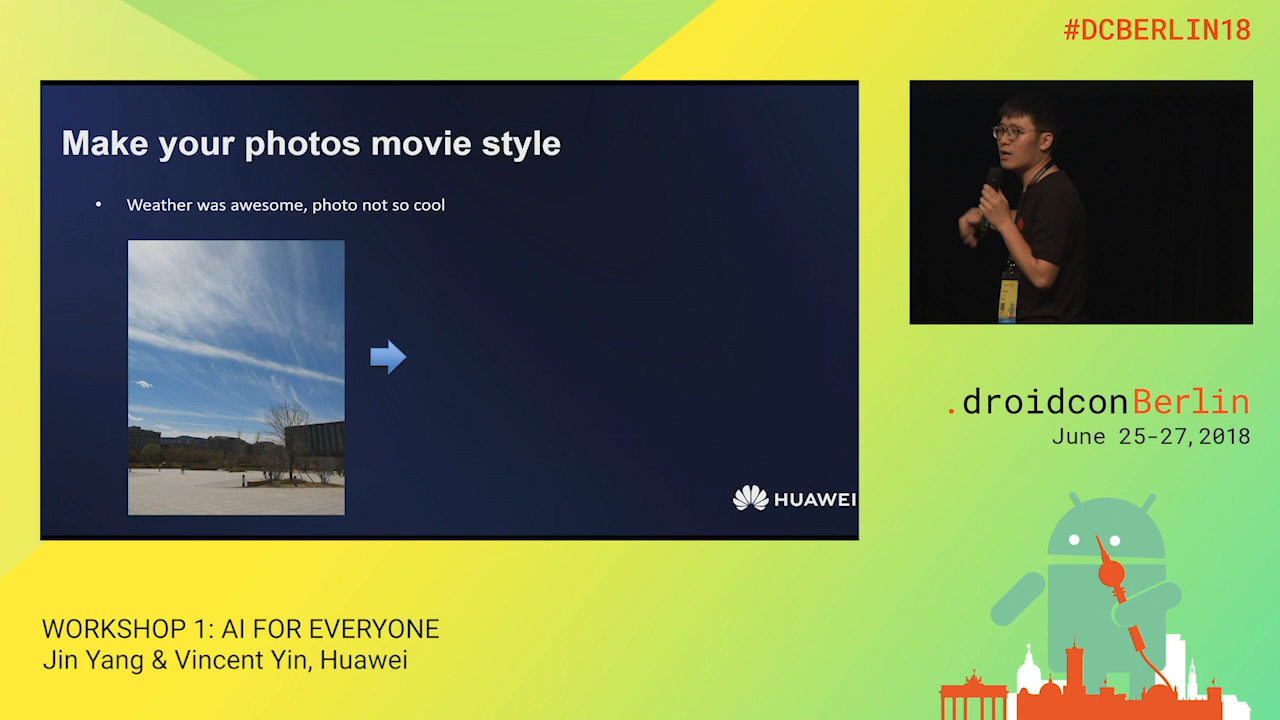 #DCBERLIN18
Make your photos movie style
• Weather was awesome, photo not so cool
HUAWEI
.droidconBerlin
June 25-27,2018
WORKSHOP 1: AI FOR EVERYONE
Jin Yang & Vincent Yin, Huawei